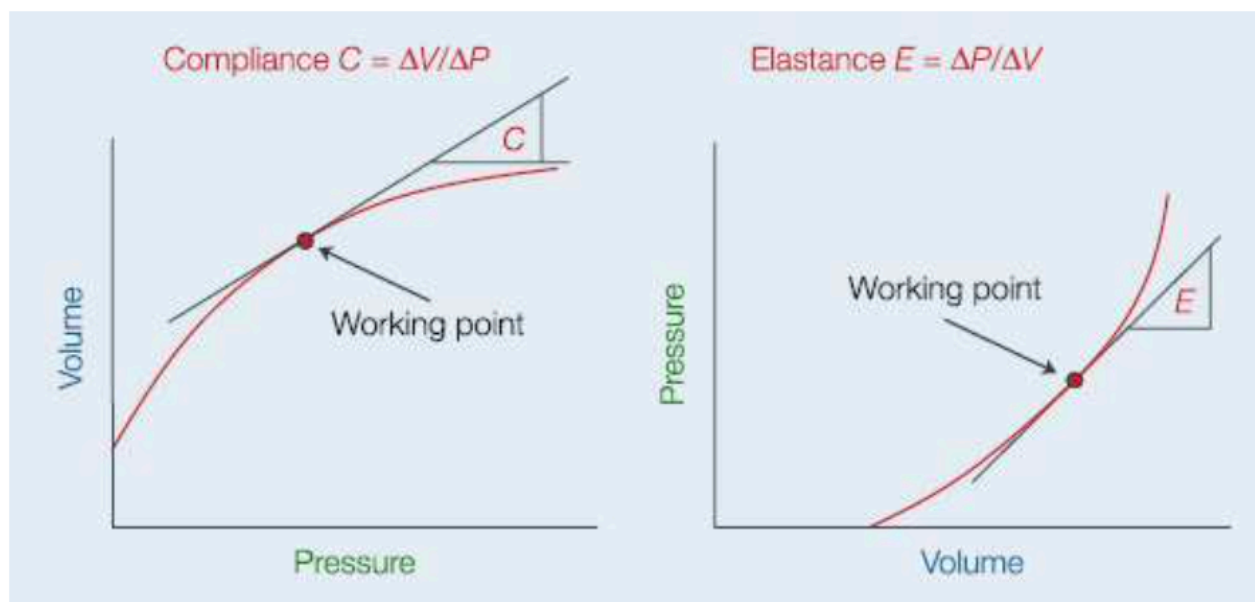 Compliance C = ΔV/ΔP
C
Working point
Volume
Pressure
Elastance E = ΔP/ΔV
Working point
E
Pressure
Volume